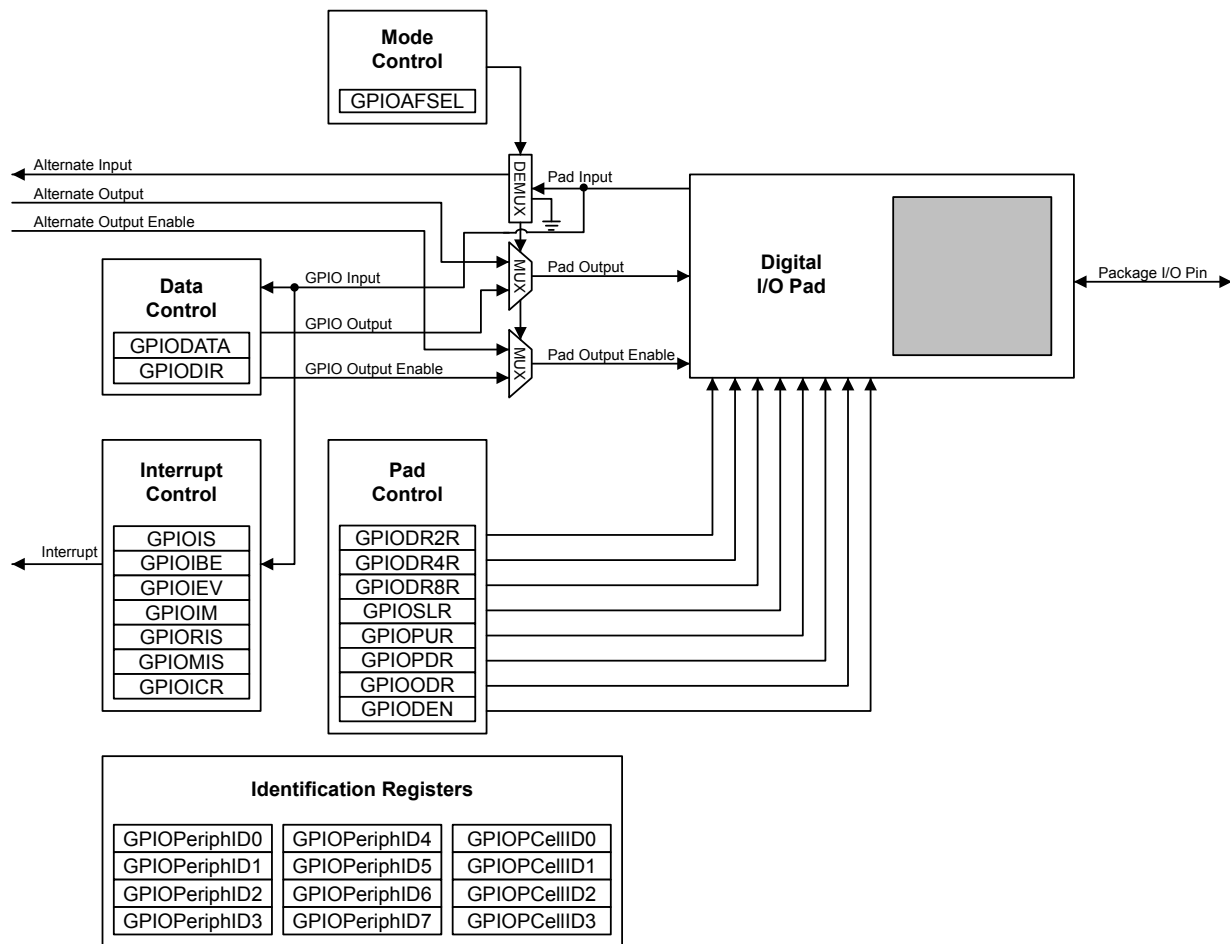 Mode
Control
GPIOAFSEL
Alternate Input
Alternate Output
Alternate Output Enable
DEMUX
Pad Input
MUX
Pad Output
MUX
Pad Output Enable
Digital
I/O Pad
Package I/O Pin
Data
Control
GPIODATA
GPIODIR
GPIO Input
GPIO Output
GPIO Output Enable
Interrupt
Control
GPIOIS
GPIOIBE
GPIOIEV
GPIOIM
GPIORIS
GPIOMIS
GPIOICR
Interrupt
Pad
Control
GPIODR2R
GPIODR4R
GPIODR8R
GPIOSLR
GPIOPUR
GPIOPDR
GPIOODR
GPIODEN
Identification Registers
GPIOPeriphID0
GPIOPeriphID1
GPIOPeriphID2
GPIOPeriphID3
GPIOPeriphID4
GPIOPeriphID5
GPIOPeriphID6
GPIOPeriphID7
GPIOPCellID0
GPIOPCellID1
GPIOPCellID2
GPIOPCellID3